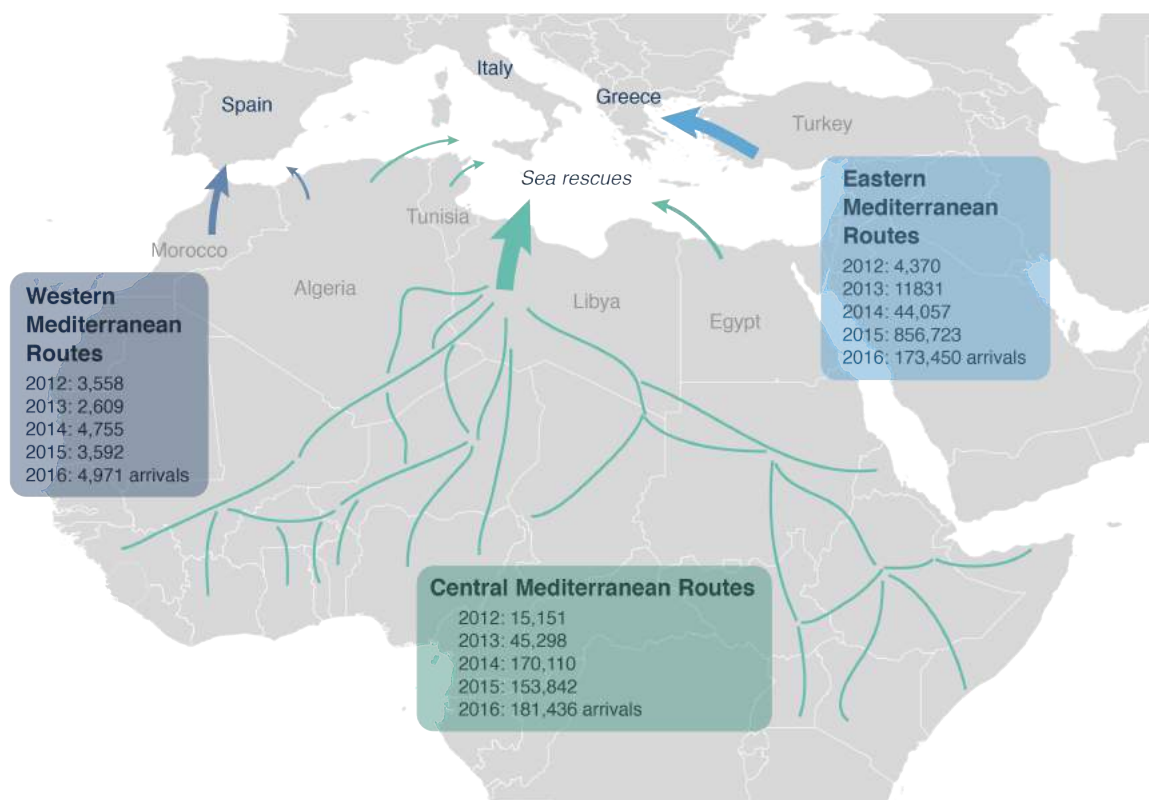 Italy
Greece
Spain
Turkey
Sea rescues
Tunisia
Morocco
Algeria
Libya
Egypt
Western
Mediterranean
Routes
2012: 3,558
2013: 2,609
2014: 4,755
2015: 3,592
2016: 4,971 arrivals
Eastern
Mediterranean
Routes
2012: 4,370
2013: 11831
2014: 44,057
2015: 856,723
2016: 173,450 arrivals
Central Mediterranean Routes
2012: 15,151
2013: 45,298
2014: 170,110
2015: 153,842
2016: 181,436 arrivals